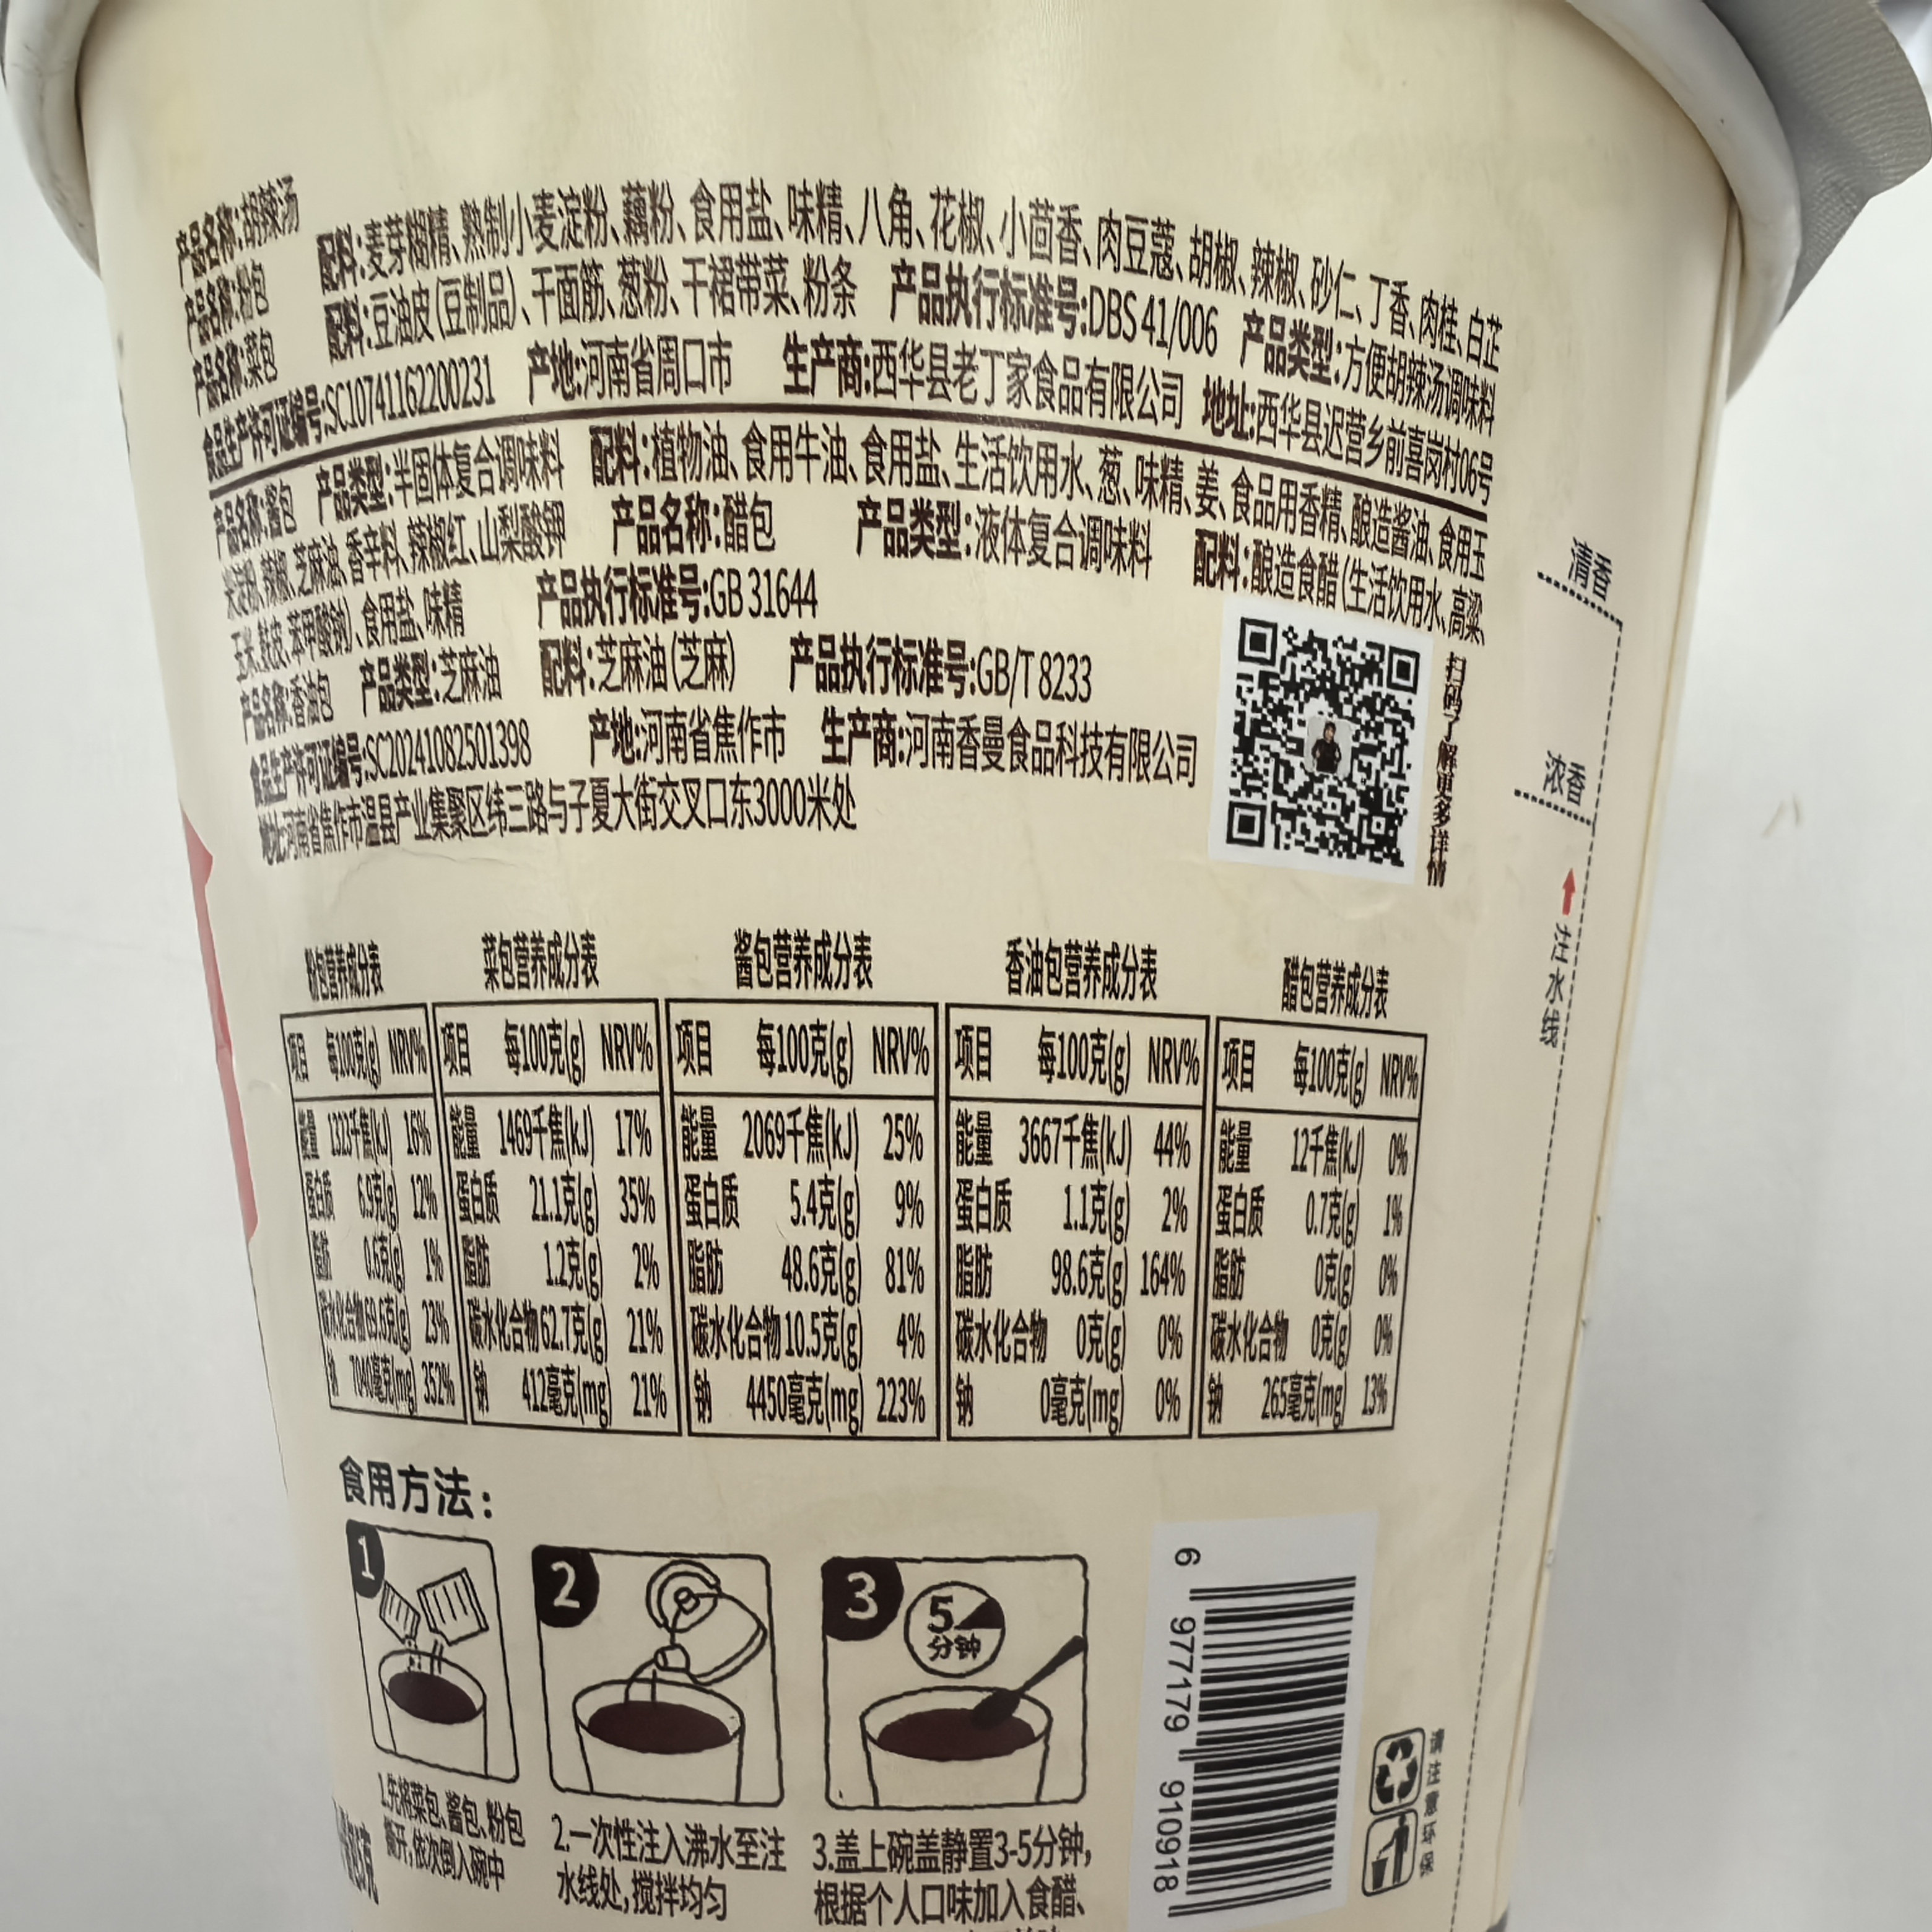 产品名称:胡辣汤
产品名称:粉包 配料:麦芽糊精、熟制小麦淀粉、藕粉、食用盐、味精、八角、花椒、小茴香、肉豆蔻、胡椒、辣椒、砂仁、丁香、肉桂、白芷
产品名称:菜包 配料:豆油皮(豆制品)、干面筋、葱粉、干裙带菜、粉条 产品执行标准号:DBS 41/006 产品类型:方便胡辣汤调味料
食品生产许可证编号:SC10741162200231 产地:河南省周口市 生产商:西华县老丁家食品有限公司 地址:西华县迟营乡前喜岗村06号
产品名称:酱包 产品类型:半固体复合调味料 配料:植物油、食用牛油、食用盐、生活饮用水、葱、味精、姜、食品用香精、酿造酱油、食用玉
米淀粉、辣椒、芝麻油、香辛料、辣椒红、山梨酸钾 产品名称:醋包 产品类型:液体复合调味料 配料:酿造食醋(生活饮用水、高粱、
玉米、麸皮、苯甲酸钠)、食用盐、味精 产品执行标准号:GB 31644
产品名称:香油包 产品类型:芝麻油 配料:芝麻油(芝麻) 产品执行标准号:GB/T 8233
食品生产许可证编号:SC20241082501398 产地:河南省焦作市 生产商:河南香曼食品科技有限公司
地址:河南省焦作市温县产业集聚区纬三路与子夏大街交叉口东3000米处
扫码了解更多详情
清香
浓香
注水线
粉包营养成分表 菜包营养成分表 酱包营养成分表 香油包营养成分表 醋包营养成分表
项目 每100克(g) NRV% 项目 每100克(g) NRV% 项目 每100克(g) NRV% 项目 每100克(g) NRV% 项目 每100克(g) NRV%
能量 1323千焦(kJ) 16% 能量 1469千焦(kJ) 17% 能量 2069千焦(kJ) 25% 能量 3667千焦(kJ) 44% 能量 12千焦(kJ) 0%
蛋白质 6.9克(g) 12% 蛋白质 21.1克(g) 35% 蛋白质 5.4克(g) 9% 蛋白质 1.1克(g) 2% 蛋白质 0.7克(g) 1%
脂肪 0.6克(g) 1% 脂肪 1.2克(g) 2% 脂肪 48.6克(g) 81% 脂肪 98.6克(g) 164% 脂肪 0克(g) 0%
碳水化合物 69.6克(g) 23% 碳水化合物 62.7克(g) 21% 碳水化合物 10.5克(g) 4% 碳水化合物 0克(g) 0% 碳水化合物 0克(g) 0%
钠 7040毫克(mg) 352% 钠 412毫克(mg) 21% 钠 4450毫克(mg) 223% 钠 0毫克(mg) 0% 钠 265毫克(mg) 13%
食用方法:
1
2
3
5
分钟
1.先将菜包、酱包、粉包
撕开,依次倒入碗中
2.一次性注入沸水至注
水线处,搅拌均匀
3.盖上碗盖静置3-5分钟,
根据个人口味加入食醋、
6 977179 910918
请注意环保